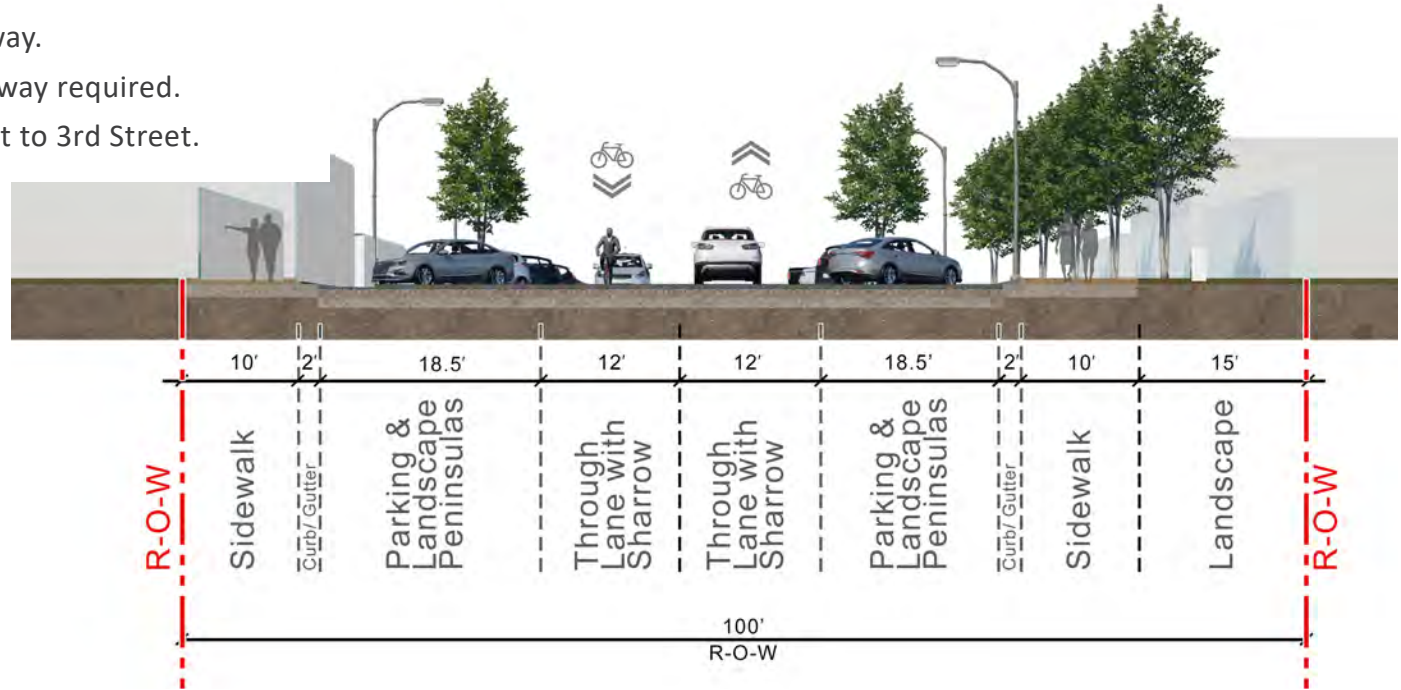 way.
way required.
t to 3rd Street.
10' 2' 18.5' 12' 12' 18.5' 2' 10' 15'
R-O-W
Sidewalk
Curb/ Gutter
Parking &
Landscape
Peninsulas
Through
Lane with
Sharrow
Through
Lane with
Sharrow
Parking &
Landscape
Peninsulas
Curb/ Gutter
Sidewalk
Landscape
R-O-W
100'
R-O-W